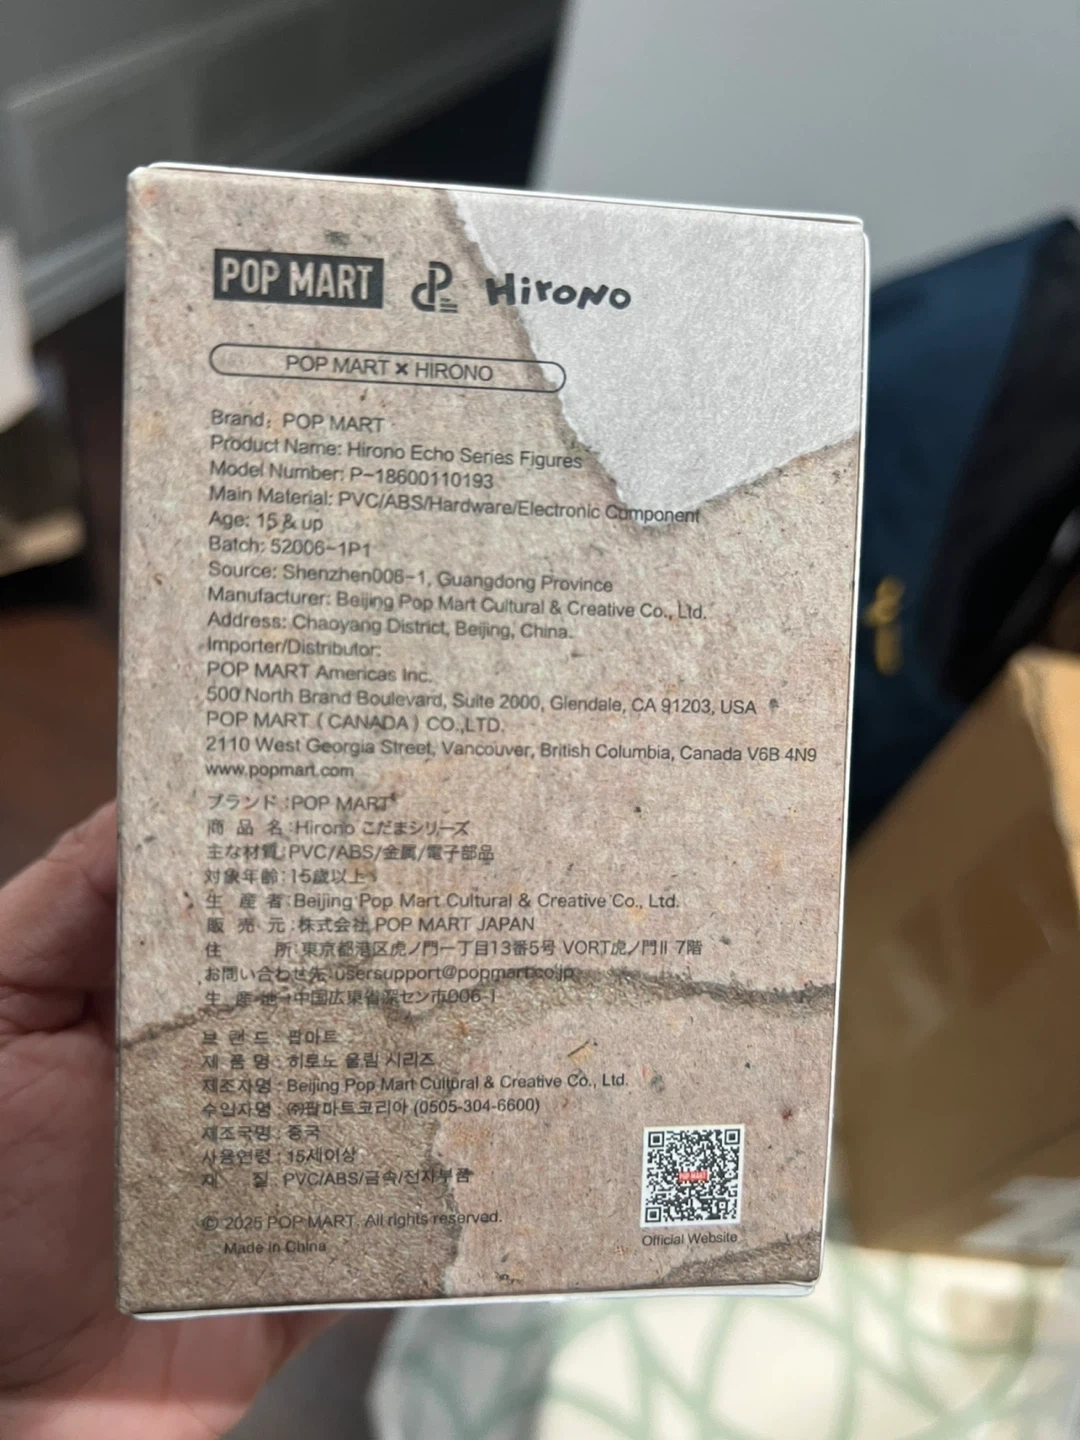 POP MART Hirono
POP MART × HIRONO
Brand: POP MART
Product Name: Hirono Echo Series Figures
Model Number: P-18600110193
Main Material: PVC/ABS/Hardware/Electronic Component
Age: 15 & up
Batch: 52006-1P1
Source: Shenzhen006-1, Guangdong Province
Manufacturer: Beijing Pop Mart Cultural & Creative Co., Ltd.
Address: Chaoyang District, Beijing, China.
Importer/Distributor:
POP MART Americas Inc.
500 North Brand Boulevard, Suite 2000, Glendale, CA 91203, USA
POP MART (CANADA) CO.,LTD.
2110 West Georgia Street, Vancouver, British Columbia, Canada V6B 4N9
www.popmart.com
ブランド:POP MART
商品名:Hirono こだまシリーズ
主な材質:PVC/ABS/金属/電子部品
対象年齢:15歳以上
生産者:Beijing Pop Mart Cultural & Creative Co., Ltd.
販売元:株式会社 POP MART JAPAN
住所:東京都港区虎ノ門一丁目13番5号 VORT虎ノ門II 7階
お問い合わせ先:usersupport@popmart.co.jp
生産地:中国広東省深セン市006-1
브랜드 : 팝마트
제품명 : 히로노 울림 시리즈
제조자명 : Beijing Pop Mart Cultural & Creative Co., Ltd.
수입자명 : ㈜팝마트코리아 (0505-304-6600)
제조국명 : 중국
사용연령 : 15세이상
재질 : PVC/ABS/금속/전자부품
© 2025 POP MART. All rights reserved.
Made in China
POP MART
Official Website